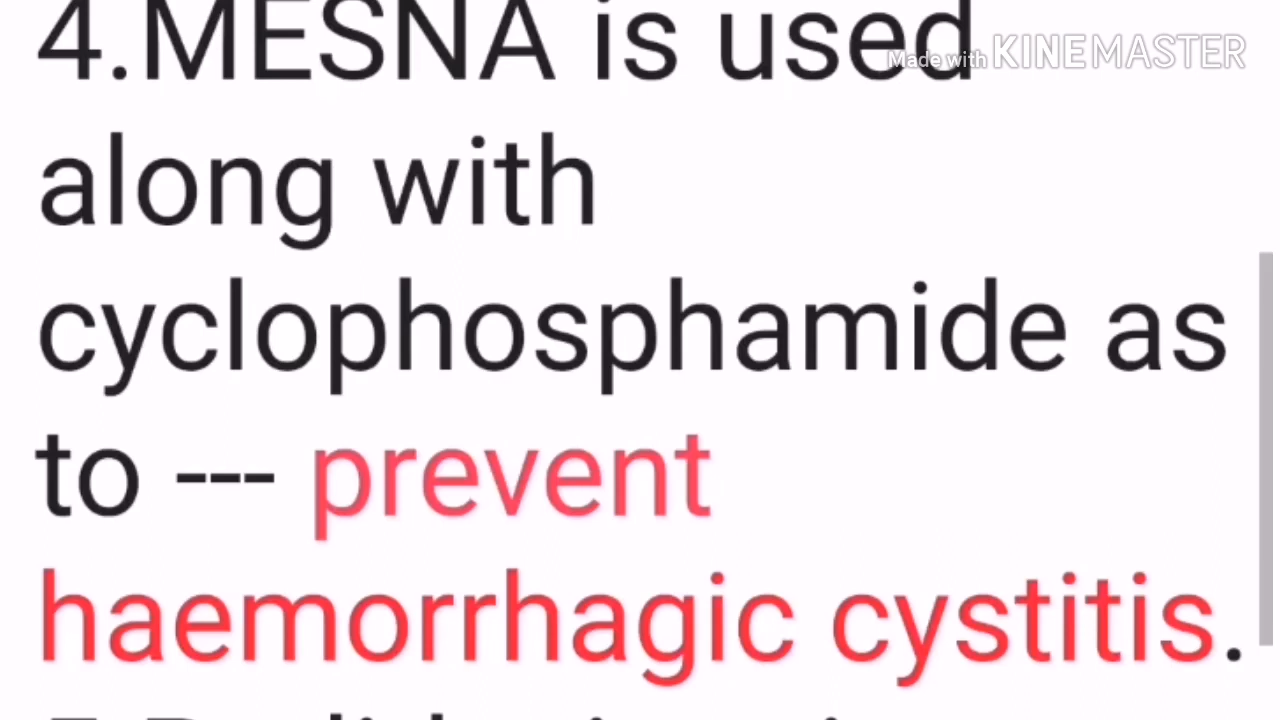 4.MESNA is used
Made with KINEMASTER
along with
cyclophosphamide as
to --- prevent
haemorrhagic cystitis.